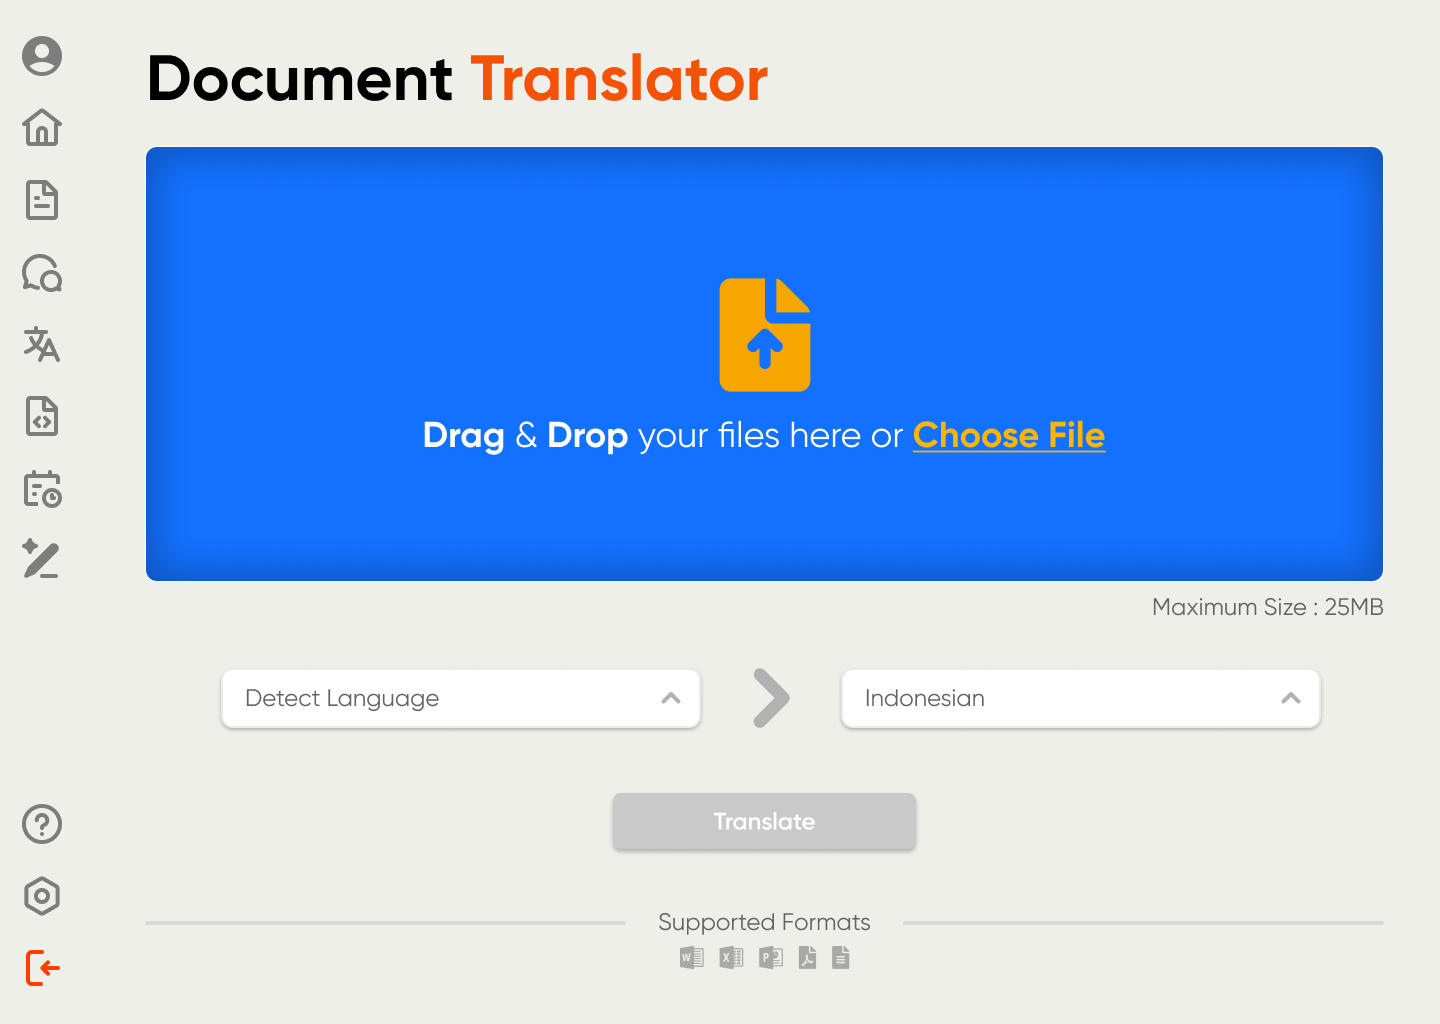 Document Translator
Drag & Drop your files here or Choose File
Maximum Size : 25MB
Detect Language
Indonesian
Translate
Supported Formats
W X P